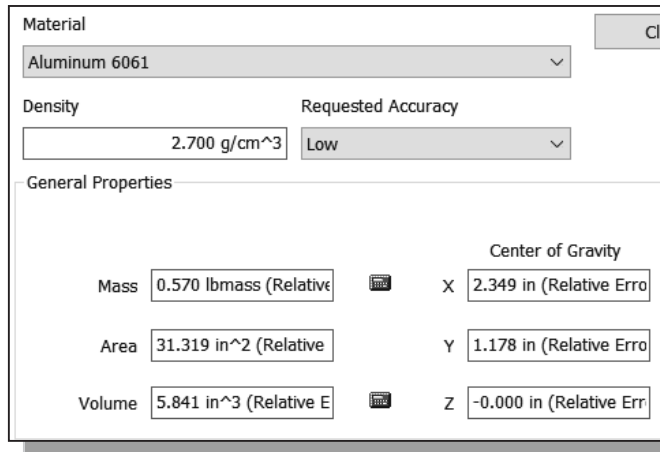 Material
Cl
Aluminum 6061
Density
Requested Accuracy
2.700 g/cm^3
Low
General Properties
Center of Gravity
Mass 0.570 lbmass (Relative
X 2.349 in (Relative Erro
Area 31.319 in^2 (Relative
Y 1.178 in (Relative Erro
Volume 5.841 in^3 (Relative E
Z -0.000 in (Relative Err